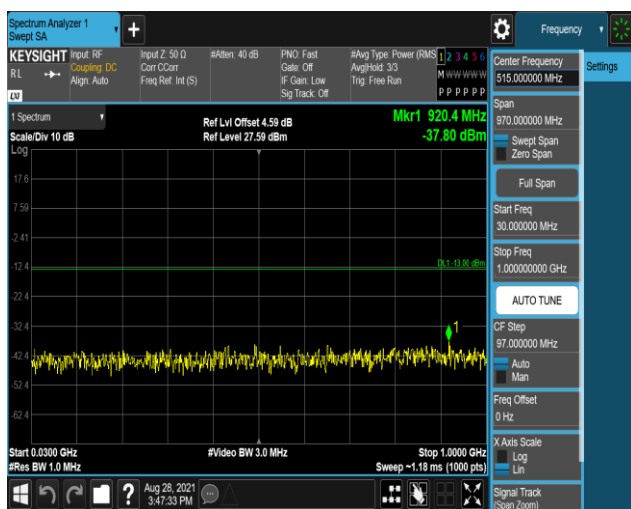 Spectrum Analyzer 1
Swept SA
+
Frequency
KEYSIGHT
RL
Input: RF
Coupling: DC
Align: Auto
Input Z: 50 Ω
Corr CCorr
Freq Ref: Int (S)
#Atten: 40 dB
PNO: Fast
Gate: Off
IF Gain: Low
Sig Track: Off
#Avg Type: Power (RMS
Avg|Hold: 3/3
Trig: Free Run
1 2 3 4 5 6
M W W W W W
P P P P P P
LXI
1 Spectrum
Scale/Div 10 dB
Log
Ref Lvl Offset 4.59 dB
Ref Level 27.59 dBm
Mkr1 920.4 MHz
-37.80 dBm
17.6
7.59
-2.41
-12.4
-22.4
-32.4
-42.4
-52.4
-62.4
DL1 -13.00 dBm
1
Start 0.0300 GHz
#Res BW 1.0 MHz
#Video BW 3.0 MHz
Stop 1.0000 GHz
Sweep ~1.18 ms (1000 pts)
?
Aug 28, 2021
3:47:33 PM
Center Frequency
515.000000 MHz
Span
970.000000 MHz
Swept Span
Zero Span
Full Span
Start Freq
30.000000 MHz
Stop Freq
1.000000000 GHz
AUTO TUNE
CF Step
97.000000 MHz
Auto
Man
Freq Offset
0 Hz
X Axis Scale
Log
Lin
Signal Track
(Span Zoom)
Settings